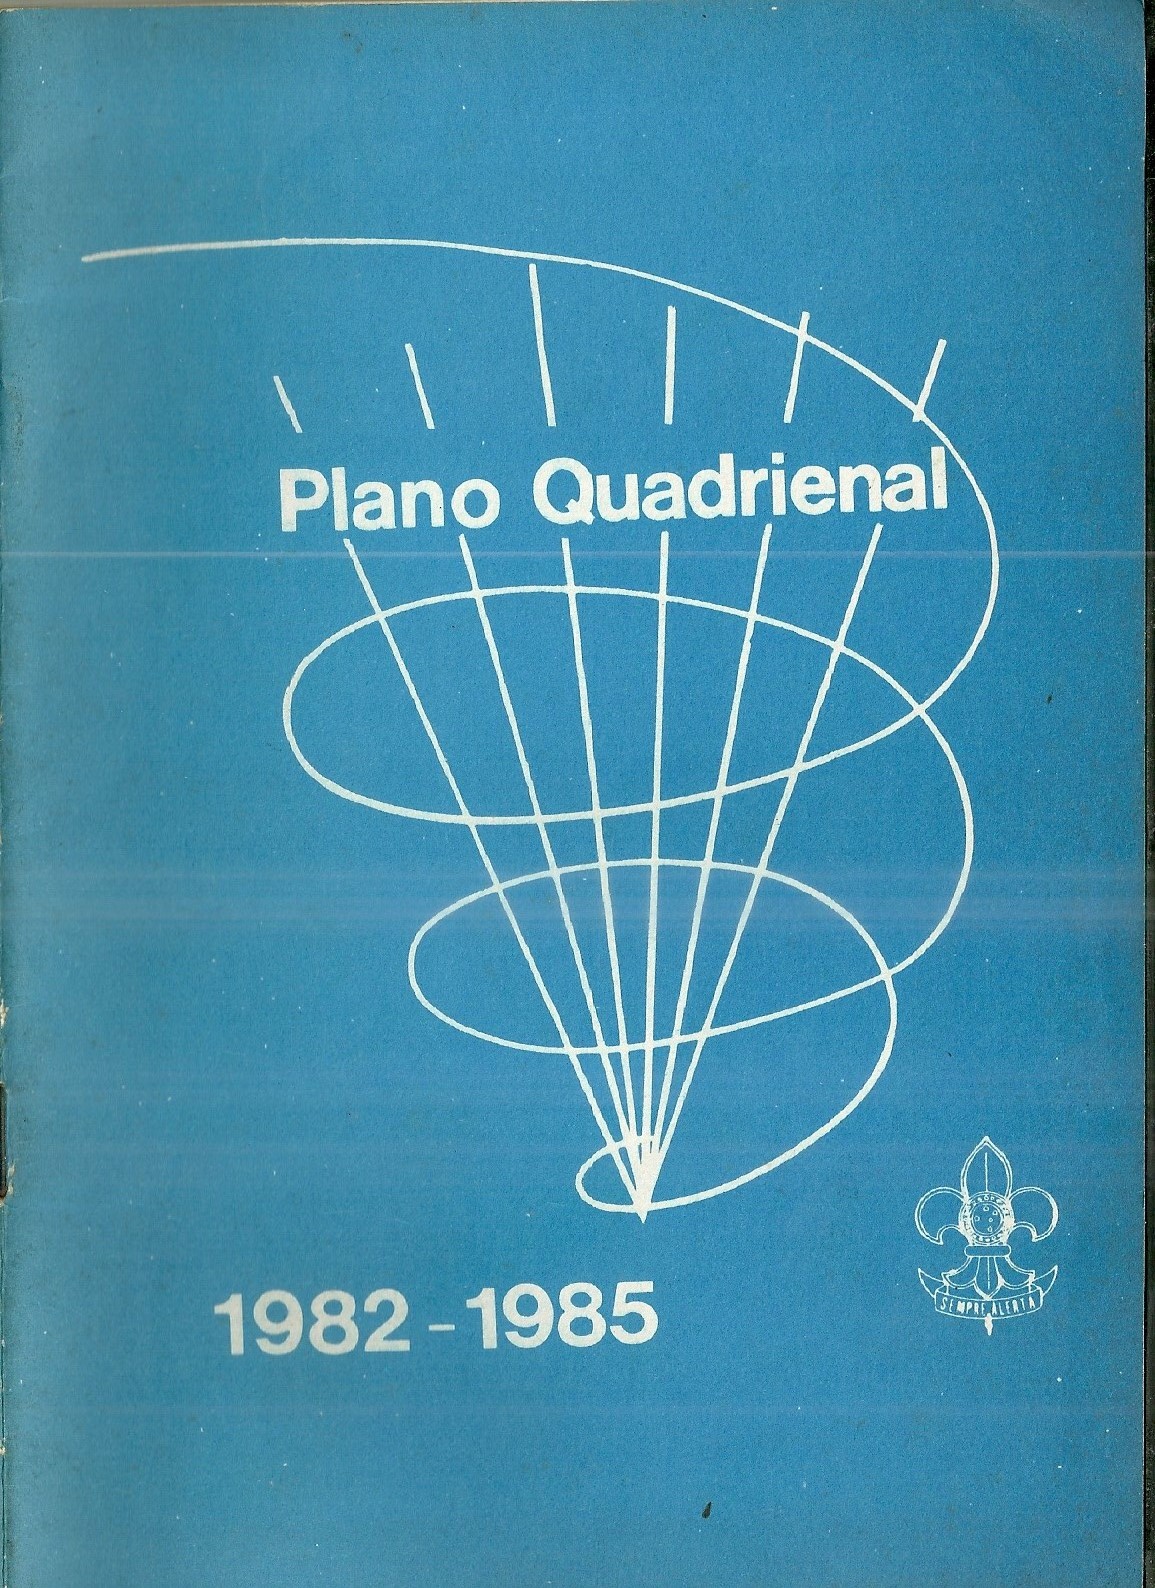 Plano Quadrienal
1982-1985
SEMPRE ALERTA